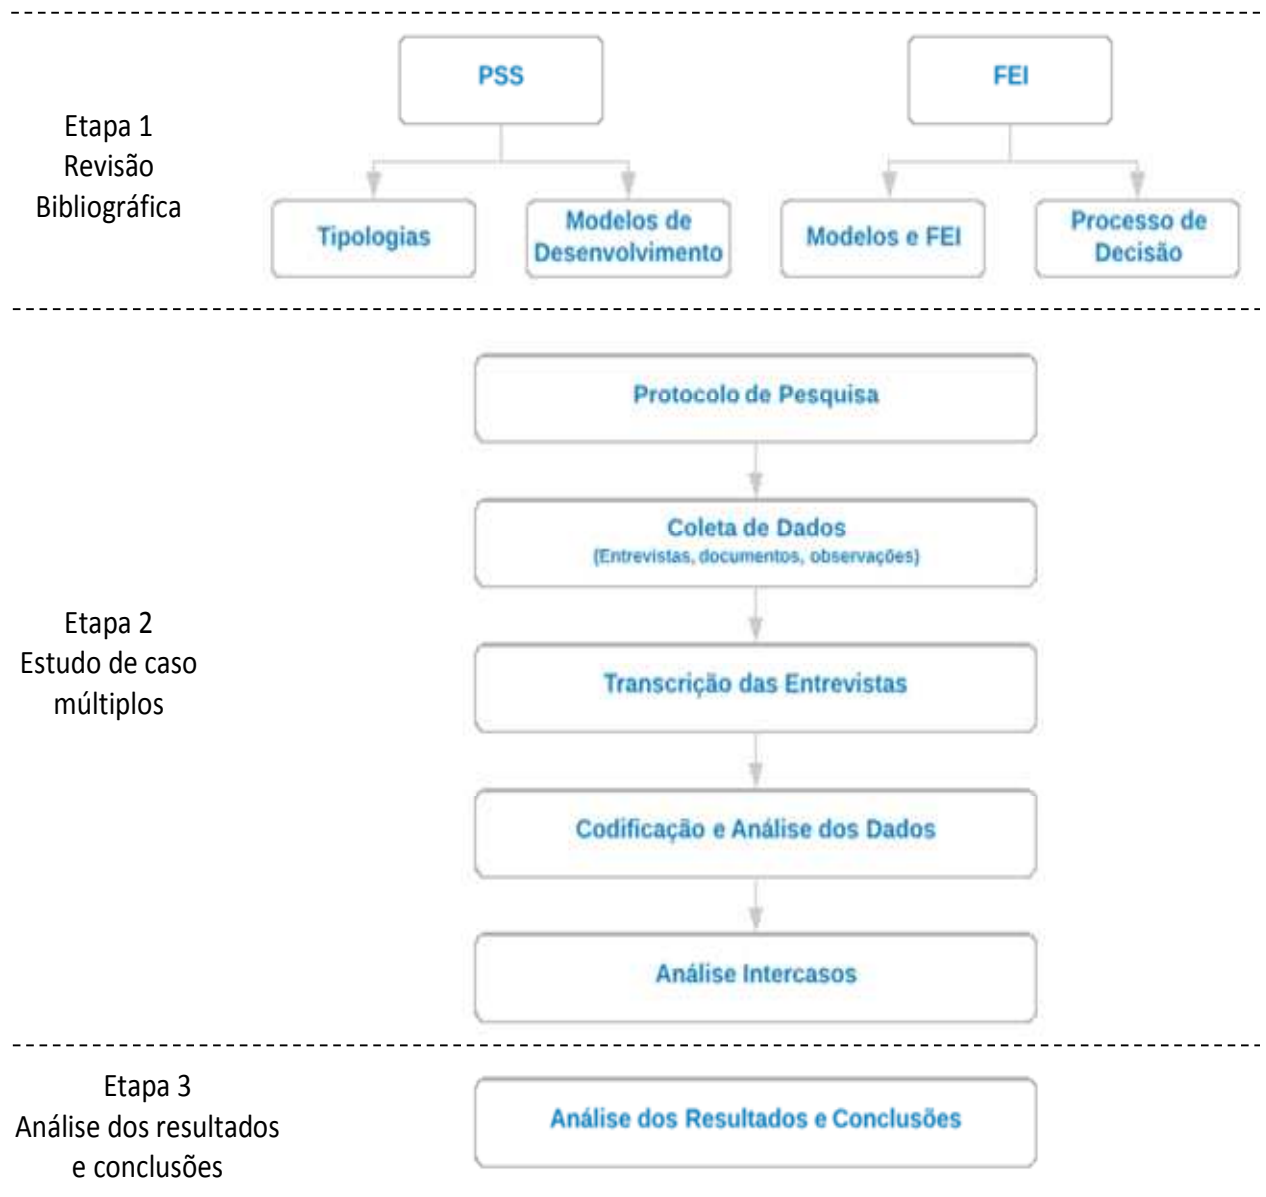 Etapa 1
Revisão
Bibliográfica
PSS
FEI
Tipologias
Modelos de
Desenvolvimento
Modelos e FEI
Processo de
Decisão
Etapa 2
Estudo de caso
múltiplos
Protocolo de Pesquisa
Coleta de Dados
(Entrevistas, documentos, observações)
Transcrição das Entrevistas
Codificação e Análise dos Dados
Análise Intercasos
Etapa 3
Análise dos resultados
e conclusões
Análise dos Resultados e Conclusões